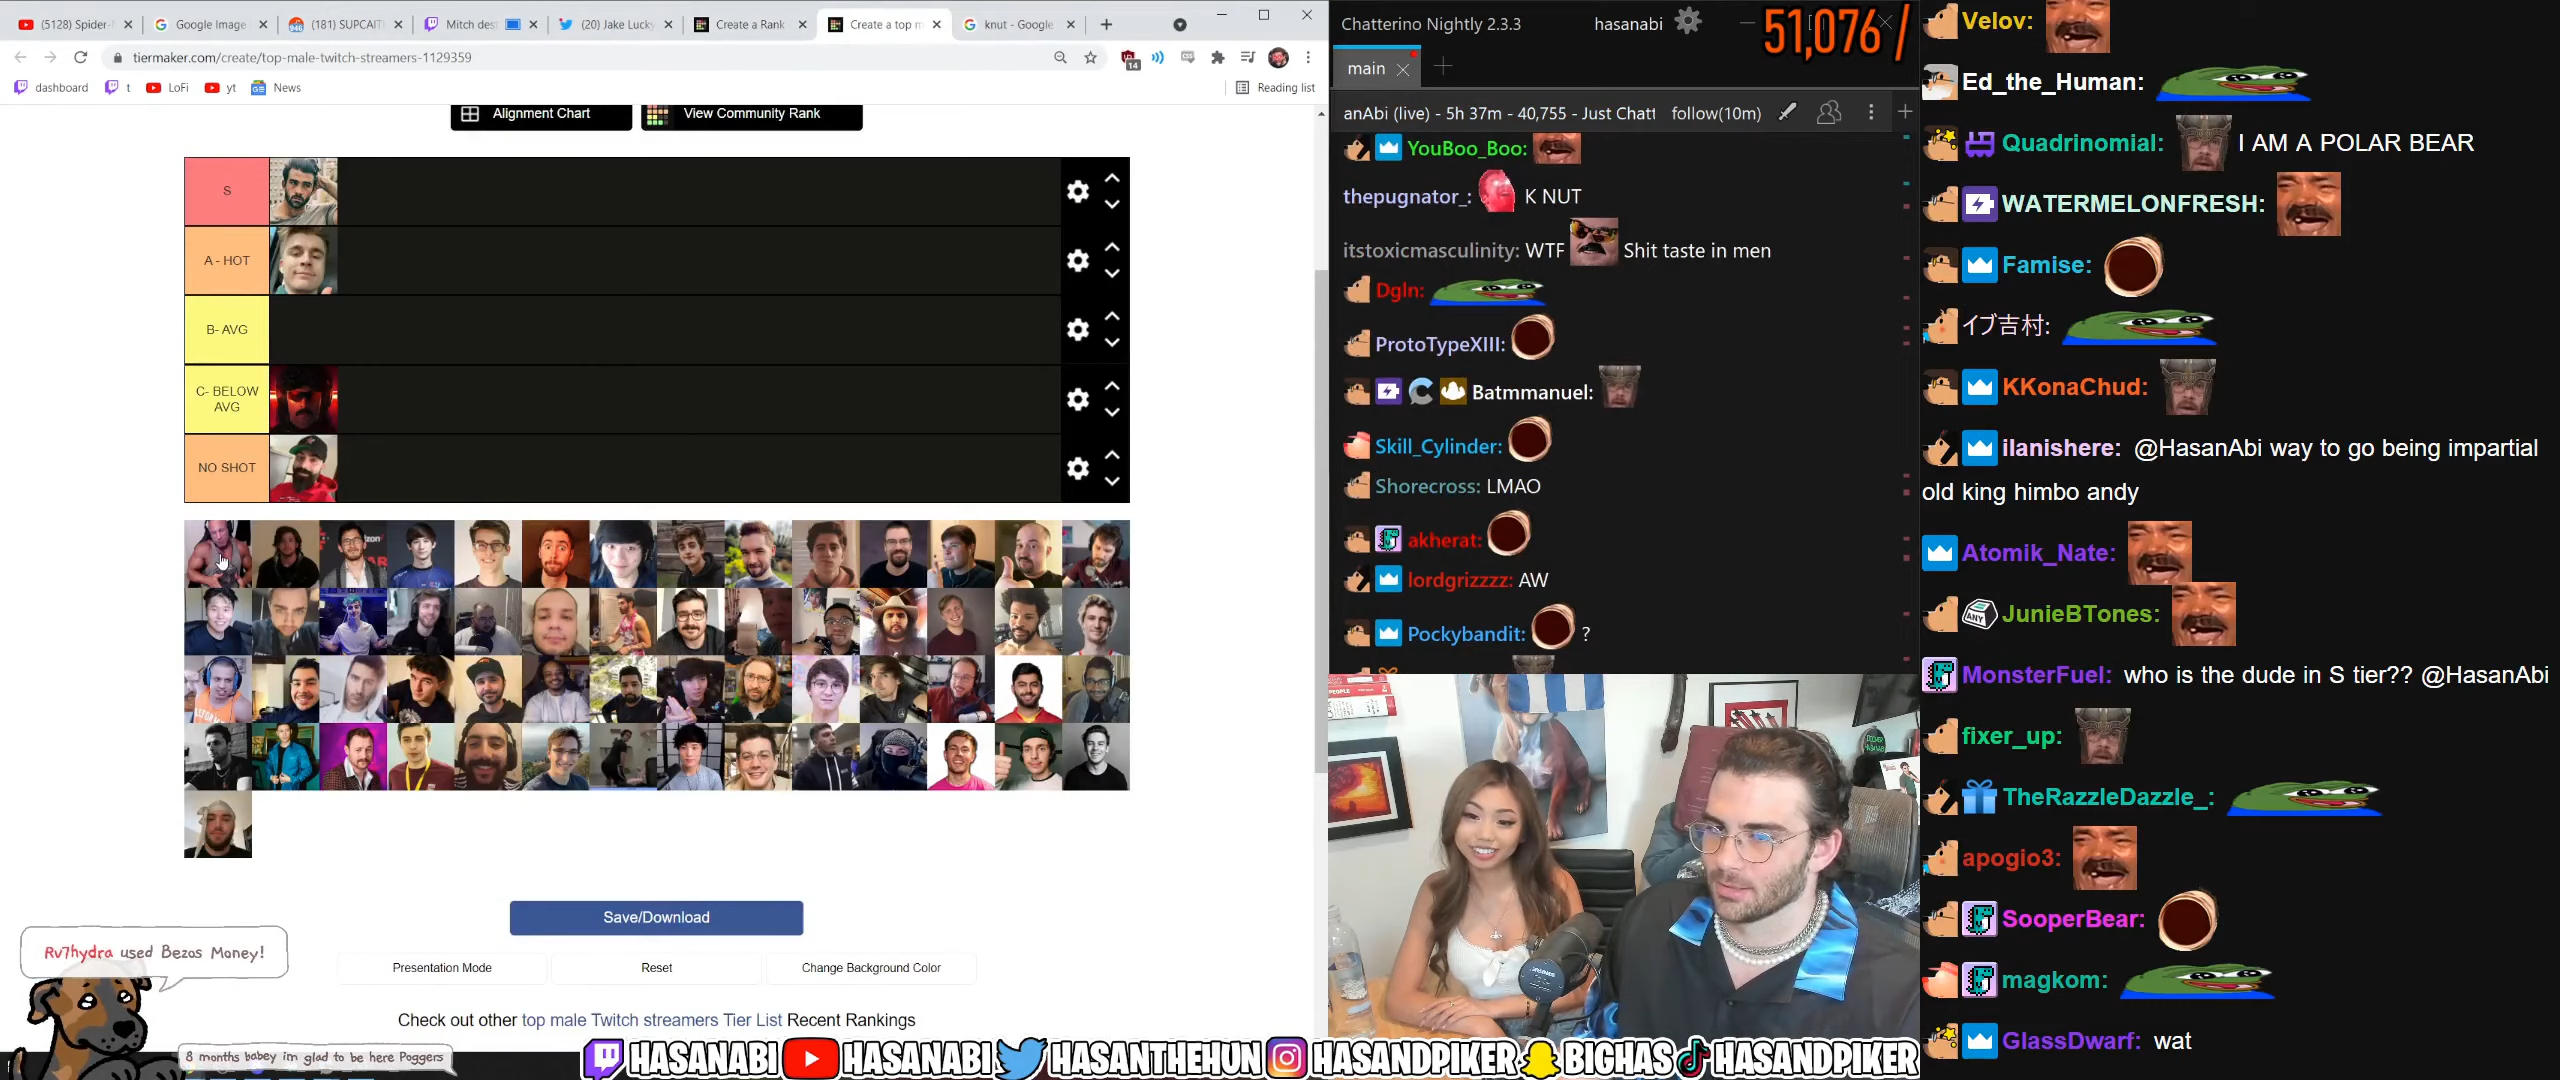 (5128) Spider-
Google Image
(181) SUPCAIT
Mitch des
(20) Jake Lucky
Create a Rank
Create a top m
knut - Google
tiermaker.com/create/top-male-twitch-streamers-1129359
14
dashboard
t
LoFi
yt
News
Reading list
Alignment Chart
View Community Rank
S
A - HOT
B- AVG
C- BELOW
AVG
NO SHOT
Save/Download
Presentation Mode
Reset
Change Background Color
Check out other top male Twitch streamers Tier List Recent Rankings
Rv7hydra used Bezos Money!
8 months babey im glad to be here Poggers
Chatterino Nightly 2.3.3
hasanabi
51,076 /
main
anAbi (live) - 5h 37m - 40,755 - Just Chatt
follow(10m)
YouBoo_Boo:
thepugnator_: K NUT
itstoxicmasculinity: WTF Shit taste in men
Dgln:
ProtoTypeXIII:
Batmmanuel:
Skill_Cylinder:
Shorecross: LMAO
akherat:
lordgrizzzz: AW
Pockybandit: ?
HASANABI HASANABI HASANTHEHUN HASANDPIKER BIGHAS HASANDPIKER
Velov:
Ed_the_Human:
Quadrinomial: I AM A POLAR BEAR
WATERMELONFRESH:
Famise:
イブ吉村:
KKonaChud:
ilanishere: @HasanAbi way to go being impartial
old king himbo andy
Atomik_Nate:
JunieBTones:
MonsterFuel: who is the dude in S tier?? @HasanAbi
fixer_up:
TheRazzleDazzle_:
apogio3:
SooperBear:
magkom:
GlassDwarf: wat